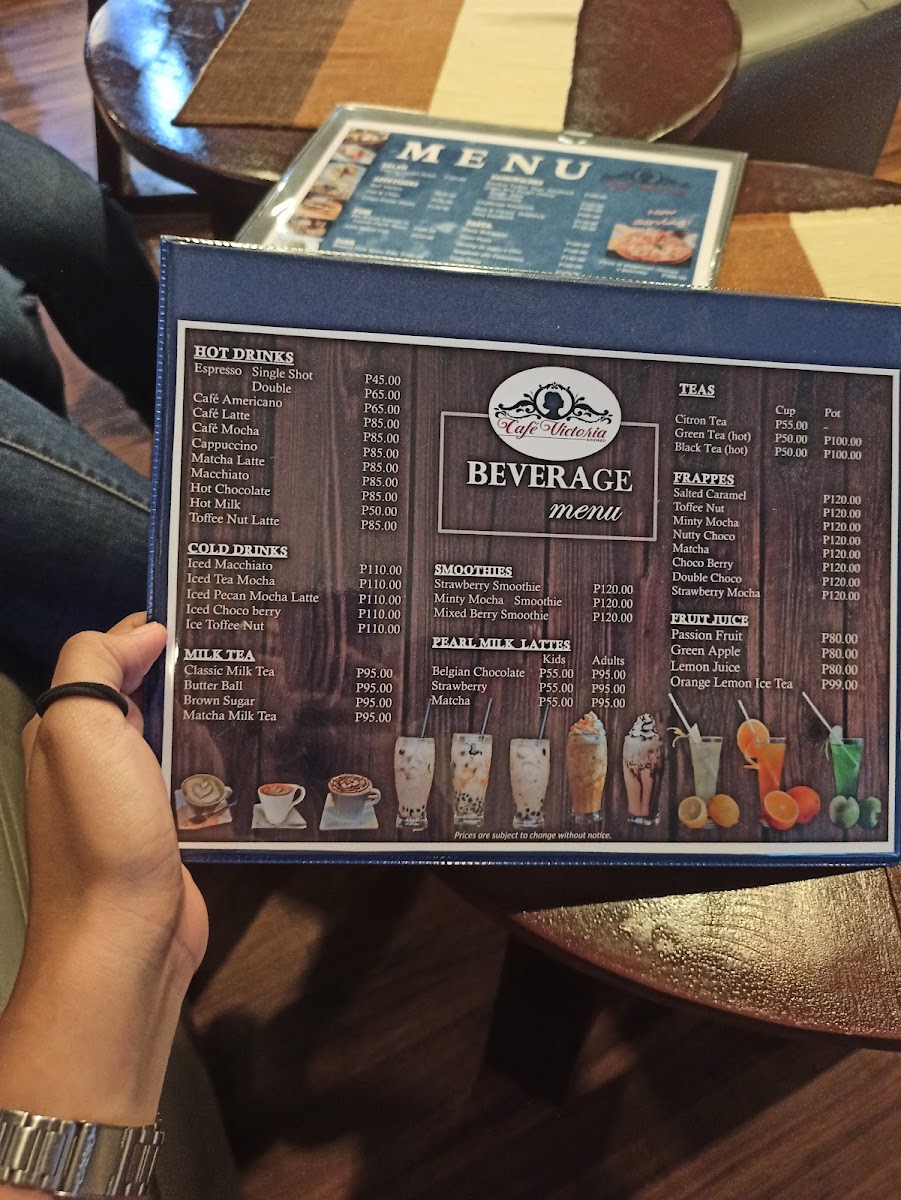 MENU
HOT DRINKS
Espresso Single Shot P45.00
Double P65.00
Café Americano P65.00
Café Latte P85.00
Café Mocha P85.00
Cappuccino P85.00
Matcha Latte P85.00
Macchiato P85.00
Hot Chocolate P85.00
Hot Milk P50.00
Toffee Nut Latte P85.00
COLD DRINKS
Iced Macchiato P110.00
Iced Tea Mocha P110.00
Iced Pecan Mocha Latte P110.00
Iced Choco berry P110.00
Ice Toffee Nut P110.00
MILK TEA
Classic Milk Tea P95.00
Butter Ball P95.00
Brown Sugar P95.00
Matcha Milk Tea P95.00
Café Victoria
BEVERAGE
menu
SMOOTHIES
Strawberry Smoothie P120.00
Minty Mocha Smoothie P120.00
Mixed Berry Smoothie P120.00
PEARL MILK LATTES
Kids Adults
Belgian Chocolate P55.00 P95.00
Strawberry P55.00 P95.00
Matcha P55.00 P95.00
TEAS
Cup Pot
Citron Tea P55.00 -
Green Tea (hot) P50.00 P100.00
Black Tea (hot) P50.00 P100.00
FRAPPES
Salted Caramel P120.00
Toffee Nut P120.00
Minty Mocha P120.00
Nutty Choco P120.00
Matcha P120.00
Choco Berry P120.00
Double Choco P120.00
Strawberry Mocha P120.00
FRUIT JUICE
Passion Fruit P80.00
Green Apple P80.00
Lemon Juice P80.00
Orange Lemon Ice Tea P99.00
Prices are subject to change without notice.